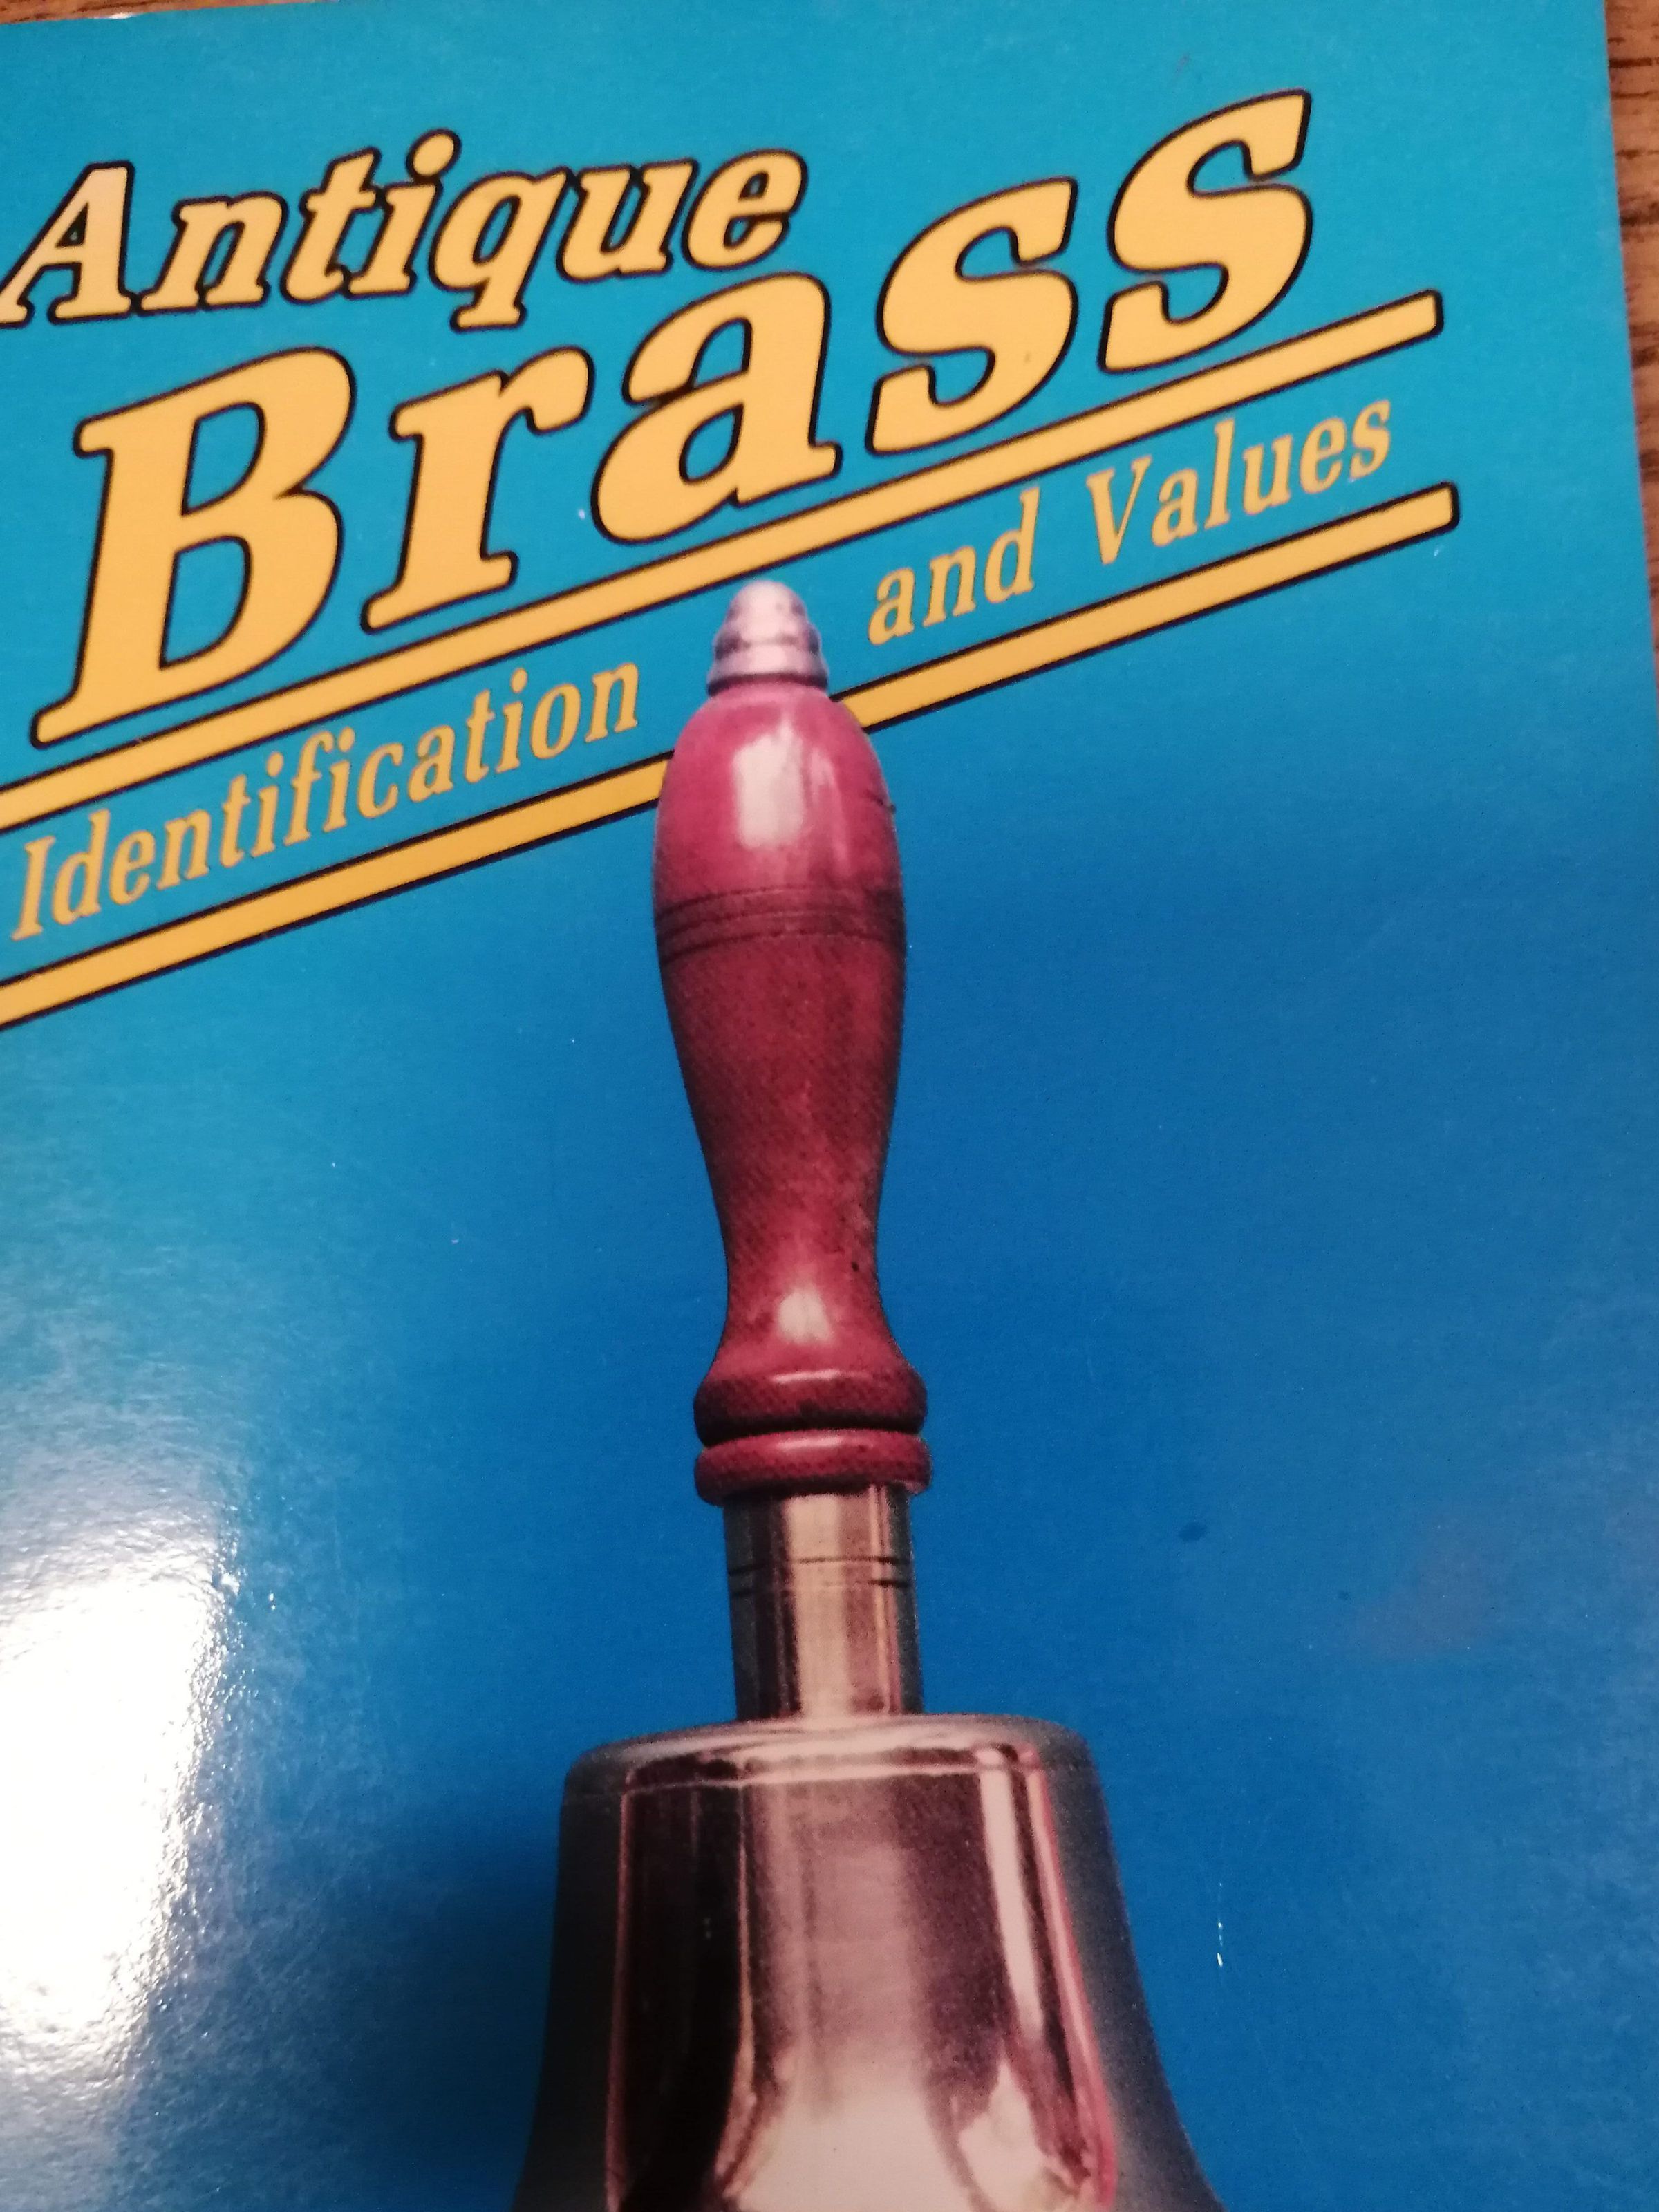 Antique
Brass
Identification and Values